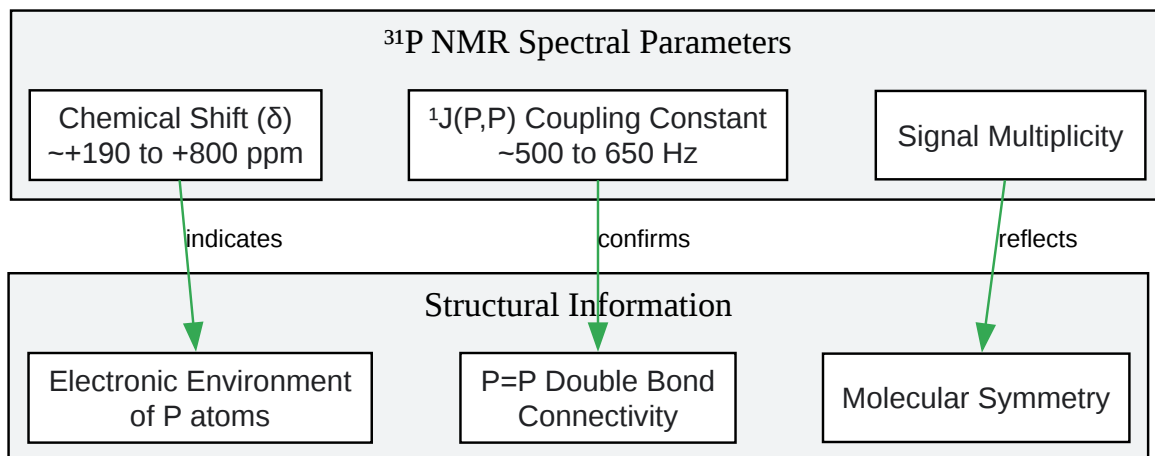 ³¹P NMR Spectral Parameters
Chemical Shift (δ)
~+190 to +800 ppm
¹J(P,P) Coupling Constant
~500 to 650 Hz
Signal Multiplicity
indicates
confirms
reflects
Structural Information
Electronic Environment
of P atoms
P=P Double Bond
Connectivity
Molecular Symmetry